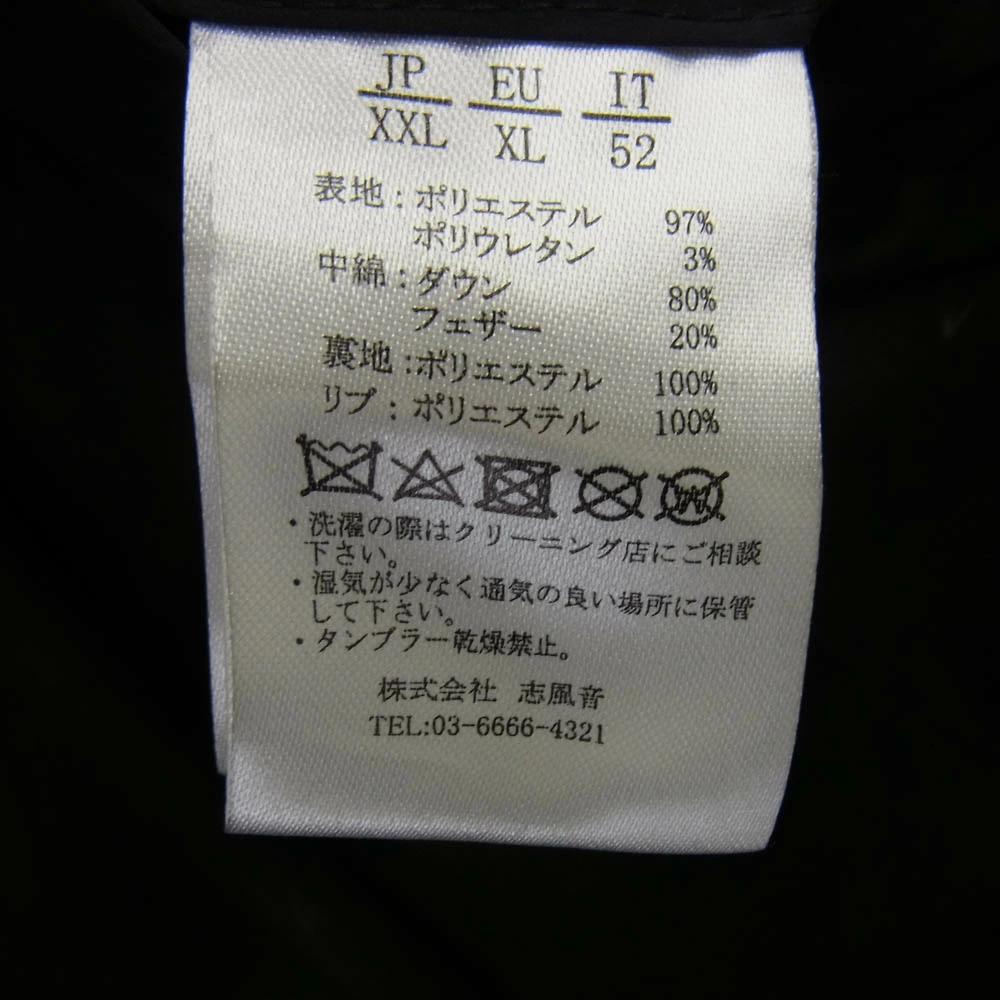 JP EU IT
XXL XL 52
表地：ポリエステル 97%
ポリウレタン 3%
中綿：ダウン 80%
フェザー 20%
裏地：ポリエステル 100%
リブ：ポリエステル 100%
・洗濯の際はクリーニング店にご相談
下さい。
・湿気が少なく通気の良い場所に保管
して下さい。
・タンブラー乾燥禁止。
株式会社 志風音
TEL:03-6666-4321